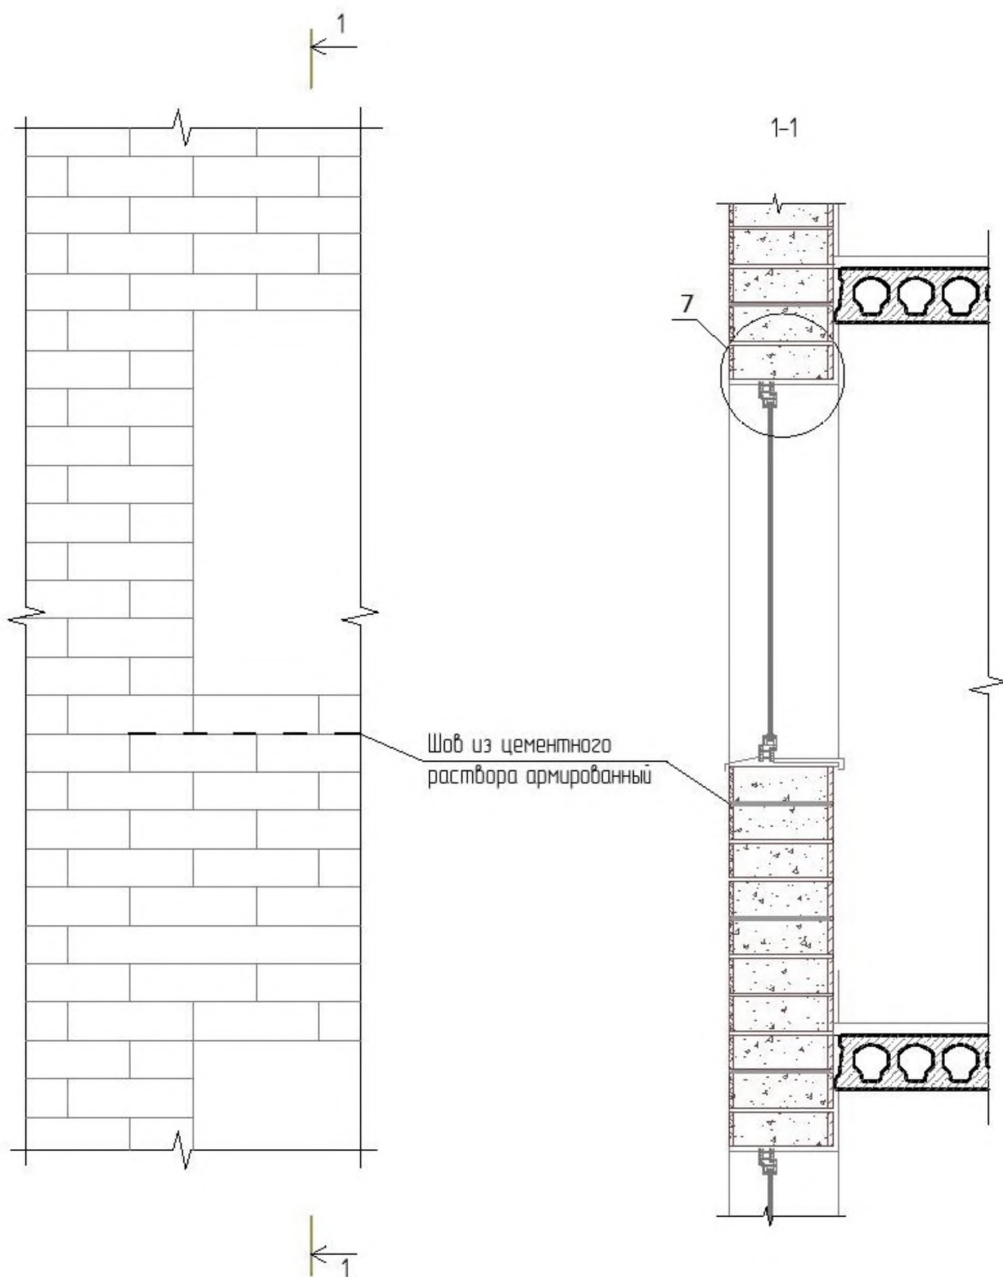 1
1-1
7
Шов из цементного
раствора армированный
1